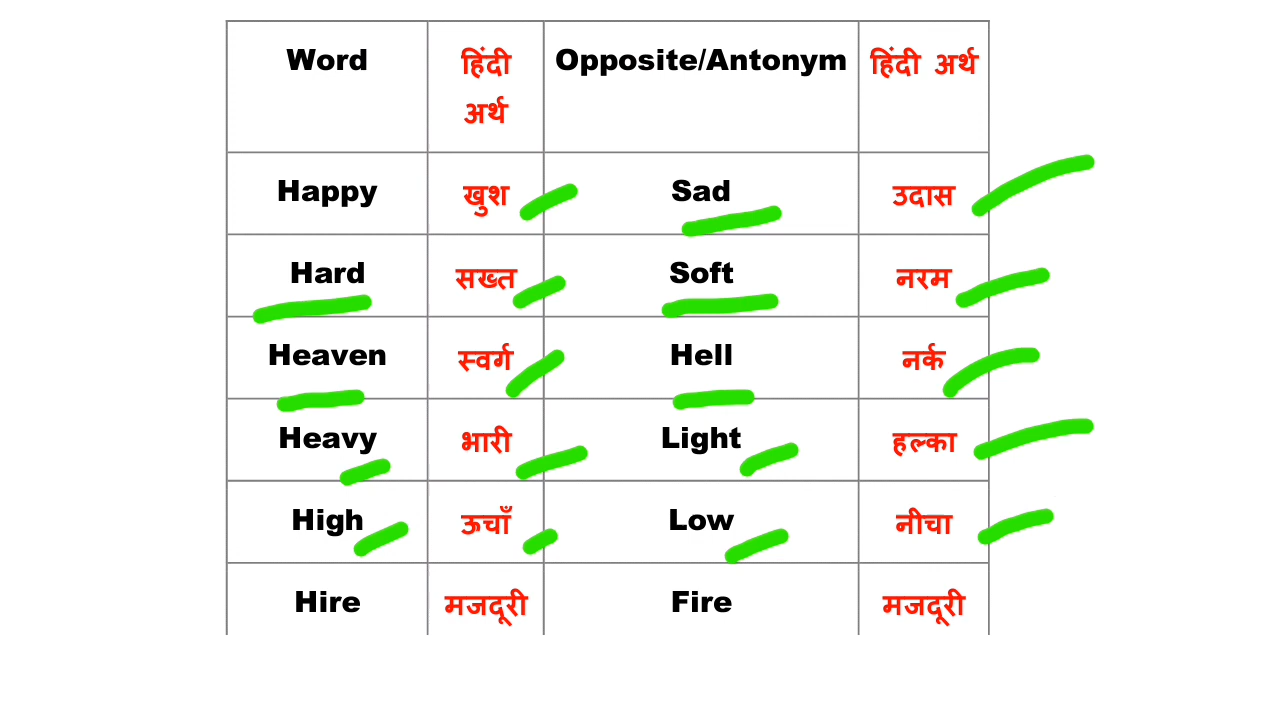 Word हिंदी Opposite/Antonym हिंदी अर्थ
अर्थ
Happy खुश Sad उदास
Hard सख्त Soft नरम
Heaven स्वर्ग Hell नर्क
Heavy भारी Light हल्का
High ऊचाँ Low नीचा
Hire मजदूरी Fire मजदूरी